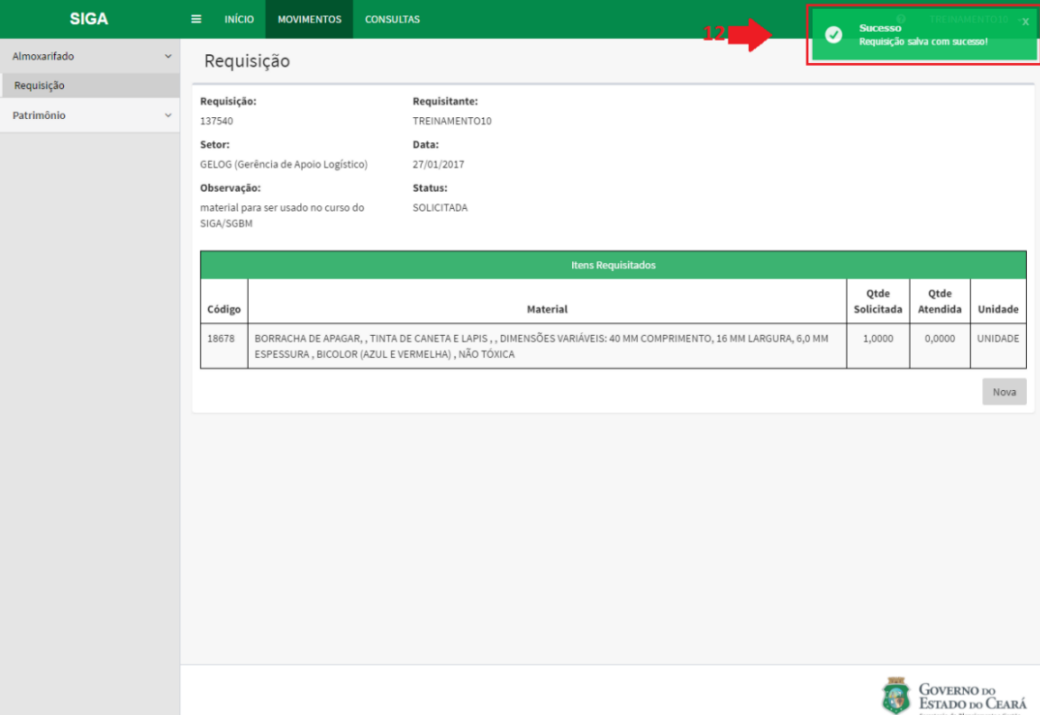 SIGA
INÍCIO
MOVIMENTOS
CONSULTAS
TREINAMENTO10
X
12
Sucesso
Requisição salva com sucesso!
Almoxarifado
Requisição
Patrimônio
Requisição
Requisição:
Requisitante:
137540
TREINAMENTO10
Setor:
Data:
GELOG (Gerência de Apoio Logístico)
27/01/2017
Observação:
Status:
material para ser usado no curso do
SIGA/SGBM
SOLICITADA
Itens Requisitados
Código
Material
Qtde
Solicitada
Qtde
Atendida
Unidade
18678
BORRACHA DE APAGAR, , TINTA DE CANETA E LAPIS , , DIMENSÕES VARIÁVEIS: 40 MM COMPRIMENTO, 16 MM LARGURA, 6,0 MM
ESPESSURA , BICOLOR (AZUL E VERMELHA) , NÃO TÓXICA
1,0000
0,0000
UNIDADE
Nova
GOVERNO DO
ESTADO DO CEARÁ